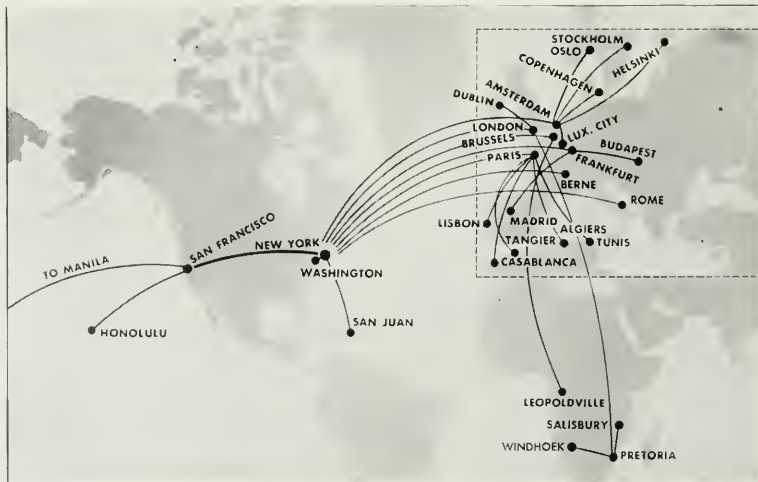 STOCKHOLM
OSLO
COPENHAGEN
HELSINKI
AMSTERDAM
DUBLIN
LONDON
LUX. CITY
BRUSSELS
BUDAPEST
PARIS
FRANKFURT
BERNE
ROME
LISBON
MADRID
ALGIERS
TANGIER
TUNIS
CASABLANCA
SAN FRANCISCO
NEW YORK
WASHINGTON
TO MANILA
HONOLULU
SAN JUAN
LEOPOLDVILLE
SALISBURY
WINDHOEK
PRETORIA